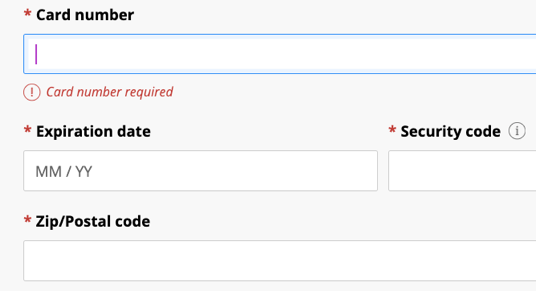 * Card number
Card number required
* Expiration date
* Security code
MM / YY
* Zip/Postal code